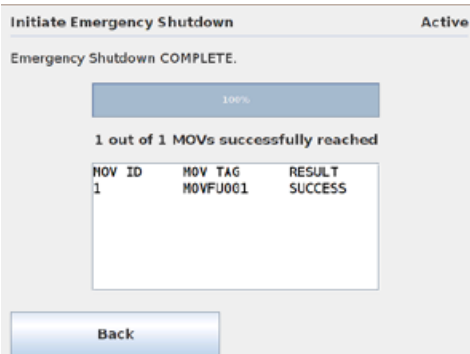 Initiate Emergency Shutdown Active
Emergency Shutdown COMPLETE.
100%
1 out of 1 MOVs successfully reached
MOV ID MOV TAG RESULT
1 MOVFU001 SUCCESS
Back